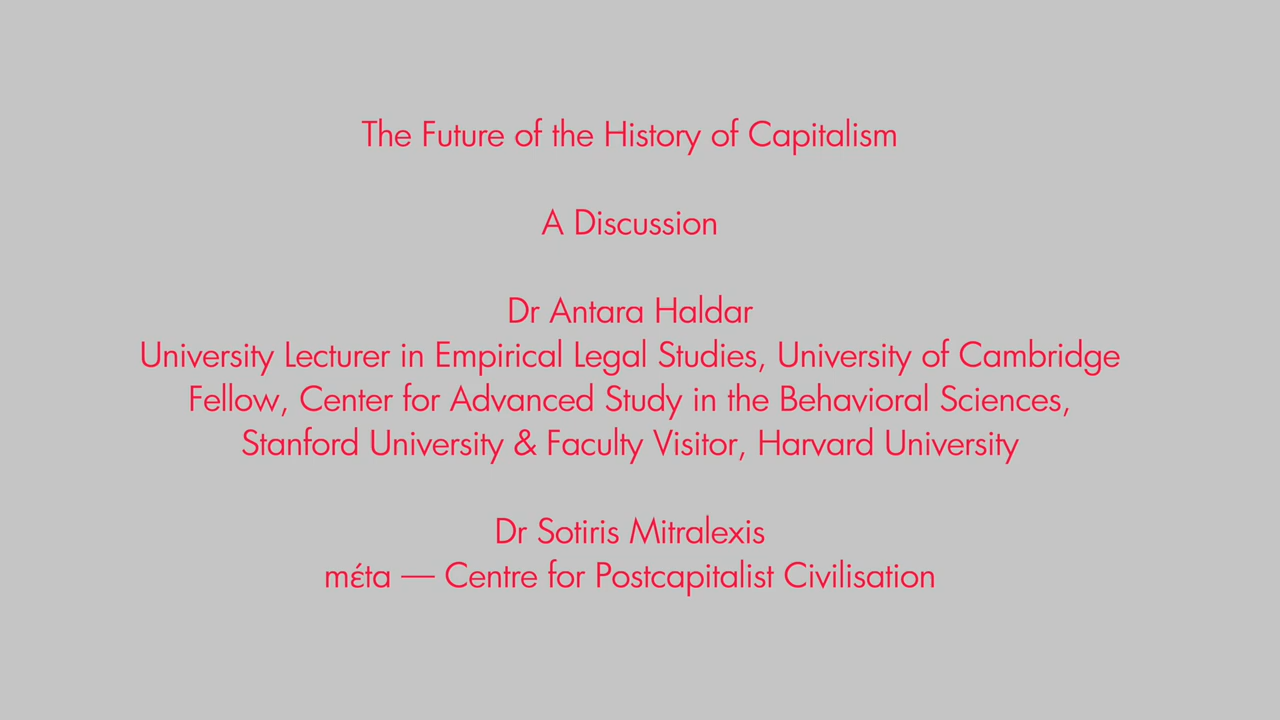 The Future of the History of Capitalism
A Discussion
Dr Antara Haldar
University Lecturer in Empirical Legal Studies, University of Cambridge
Fellow, Center for Advanced Study in the Behavioral Sciences,
Stanford University & Faculty Visitor, Harvard University
Dr Sotiris Mitralexis
mέta — Centre for Postcapitalist Civilisation